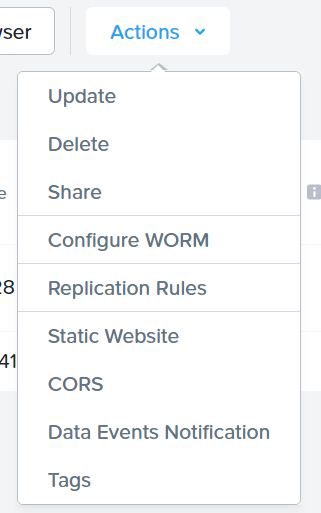 wser
Actions
Update
Delete
Share
e
Configure WORM
Replication Rules
28
Static Website
41
CORS
Data Events Notification
Tags